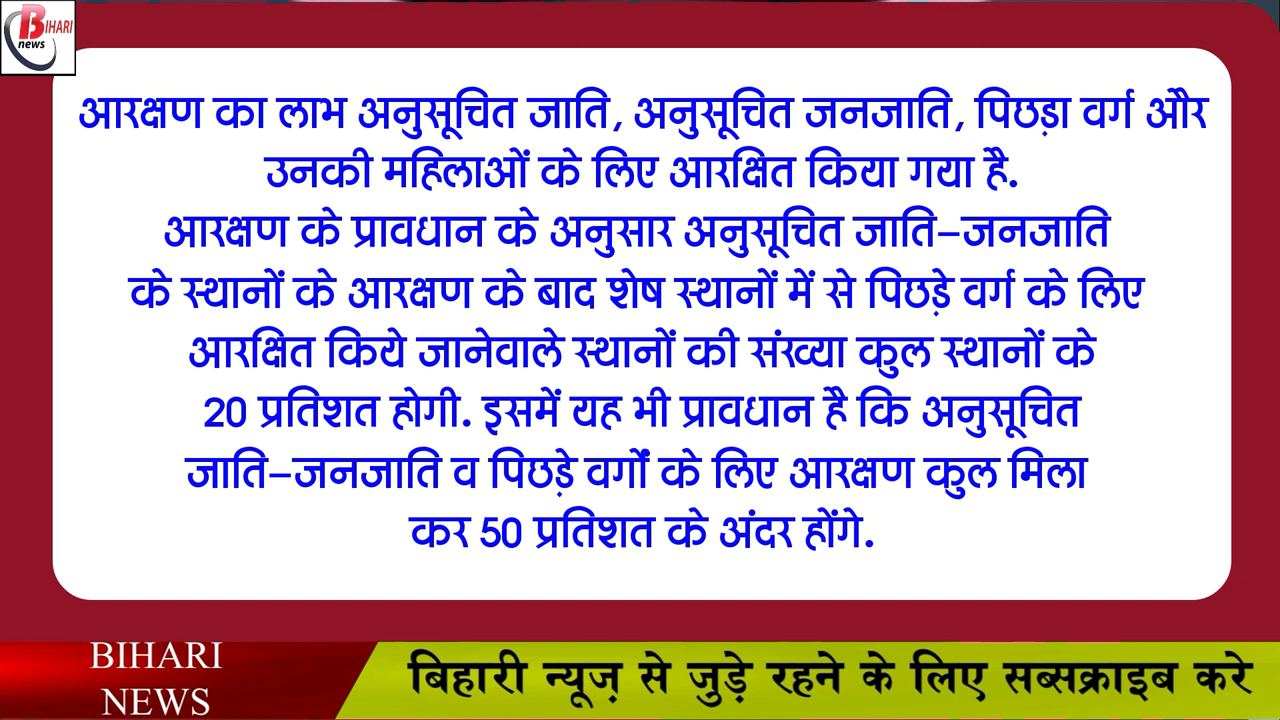 BIHARI
news
आरक्षण का लाभ अनुसूचित जाति, अनुसूचित जनजाति, पिछड़ा वर्ग और
उनकी महिलाओं के लिए आरक्षित किया गया है.
आरक्षण के प्रावधान के अनुसार अनुसूचित जाति-जनजाति
के स्थानों के आरक्षण के बाद शेष स्थानों में से पिछड़े वर्ग के लिए
आरक्षित किये जानेवाले स्थानों की संख्या कुल स्थानों के
20 प्रतिशत होगी. इसमें यह भी प्रावधान है कि अनुसूचित
जाति-जनजाति व पिछड़े वर्गों के लिए आरक्षण कुल मिला
कर 50 प्रतिशत के अंदर होंगे.
BIHARI
NEWS
बिहारी न्यूज़ से जुड़े रहने के लिए सब्सक्राइब करे